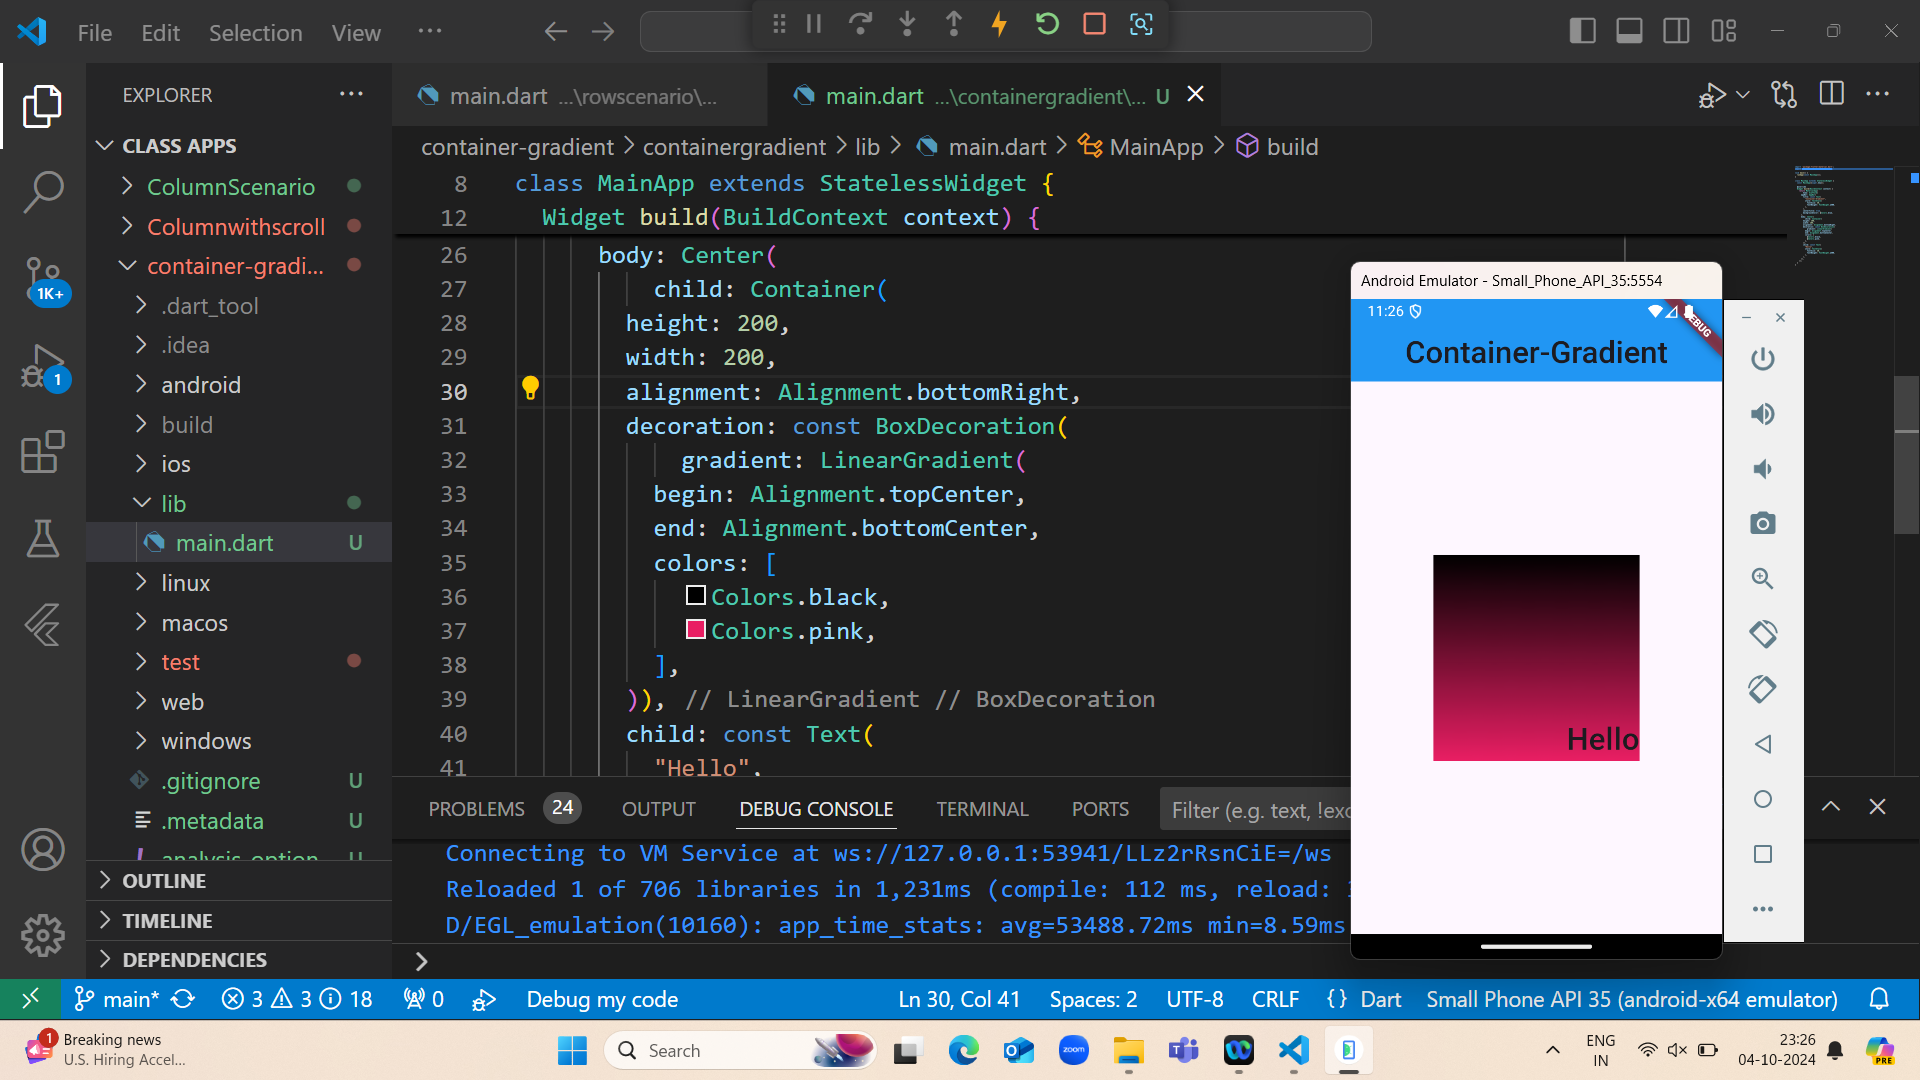 File Edit Selection View ...
EXPLORER
CLASS APPS
ColumnScenario
Columnwithscroll
container-gradi...
.dart_tool
.idea
android
build
ios
lib
main.dart U
linux
macos
test
web
windows
.gitignore U
.metadata U
OUTLINE
TIMELINE
DEPENDENCIES
1K+
1
main.dart ...\rowscenario\...
main.dart ...\containergradient\... U
container-gradient > containergradient > lib > main.dart > MainApp > build
8 class MainApp extends StatelessWidget {
12 Widget build(BuildContext context) {
26 body: Center(
27 child: Container(
28 height: 200,
29 width: 200,
30 alignment: Alignment.bottomRight,
31 decoration: const BoxDecoration(
32 gradient: LinearGradient(
33 begin: Alignment.topCenter,
34 end: Alignment.bottomCenter,
35 colors: [
36 Colors.black,
37 Colors.pink,
38 ],
39 )), // LinearGradient // BoxDecoration
40 child: const Text(
41 "Hello",
PROBLEMS 24 OUTPUT DEBUG CONSOLE TERMINAL PORTS Filter (e.g. text, !exc
Connecting to VM Service at ws://127.0.0.1:53941/LLz2rRsnCiE=/ws
Reloaded 1 of 706 libraries in 1,231ms (compile: 112 ms, reload:
D/EGL_emulation(10160): app_time_stats: avg=53488.72ms min=8.59ms
Android Emulator - Small_Phone_API_35:5554
11:26
DEBUG
Container-Gradient
Hello
main* 3 3 18 0 Debug my code Ln 30, Col 41 Spaces: 2 UTF-8 CRLF {} Dart Small Phone API 35 (android-x64 emulator)
1 Breaking news
U.S. Hiring Accel...
Search
zoom
ENG
IN
23:26
04-10-2024
PRE